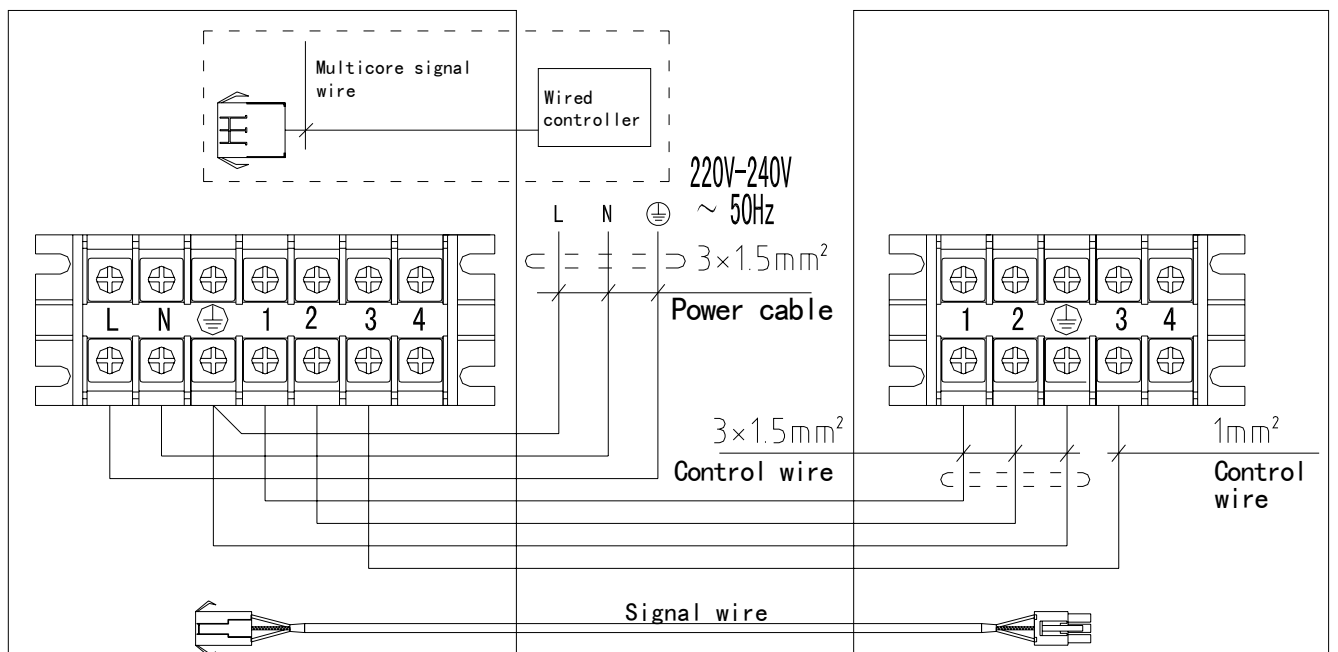 Multicore signal
wire
Wired
controller
220V-240V
~ 50Hz
L N
3×1.5mm²
Power cable
L N 1 2 3 4
1 2 3 4
3×1.5mm²
Control wire
1mm²
Control
wire
Signal wire